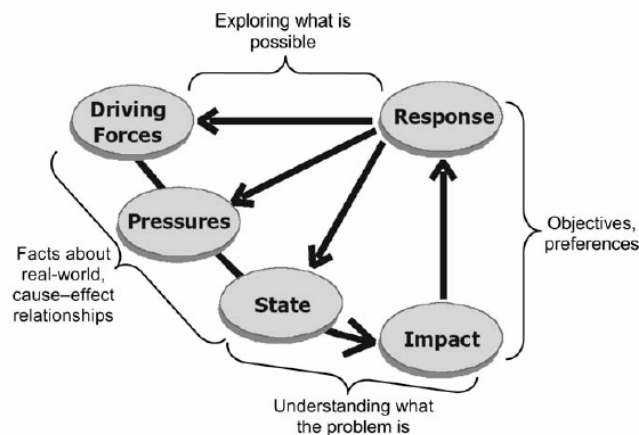 Exploring what is
possible
Driving
Forces
Response
Pressures
Objectives,
preferences
Facts about
real-world,
cause–effect
relationships
State
Impact
Understanding what
the problem is